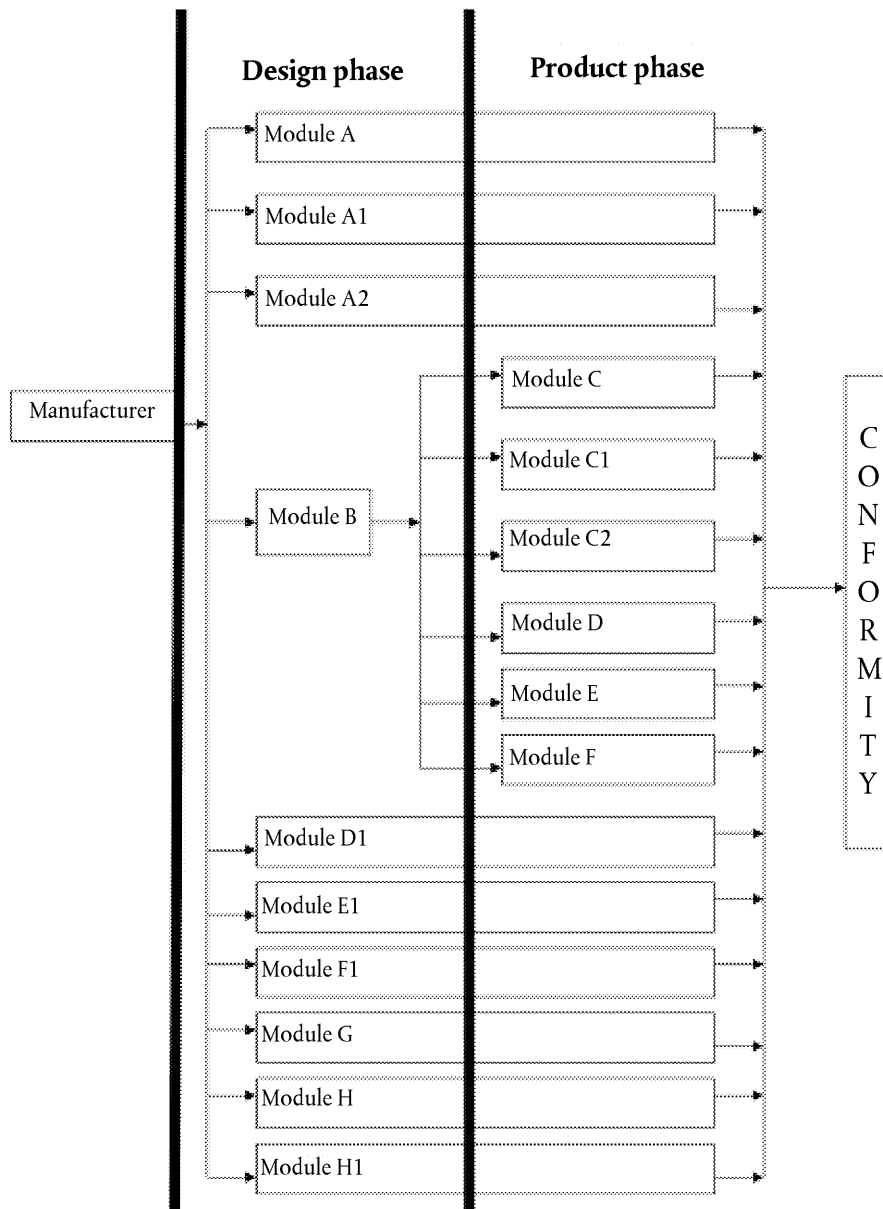 Design phase
Product phase
Module A
Module A1
Module A2
Manufacturer
Module B
Module C
Module C1
Module C2
Module D
Module E
Module F
Module D1
Module E1
Module F1
Module G
Module H
Module H1
C
O
N
F
O
R
M
I
T
Y